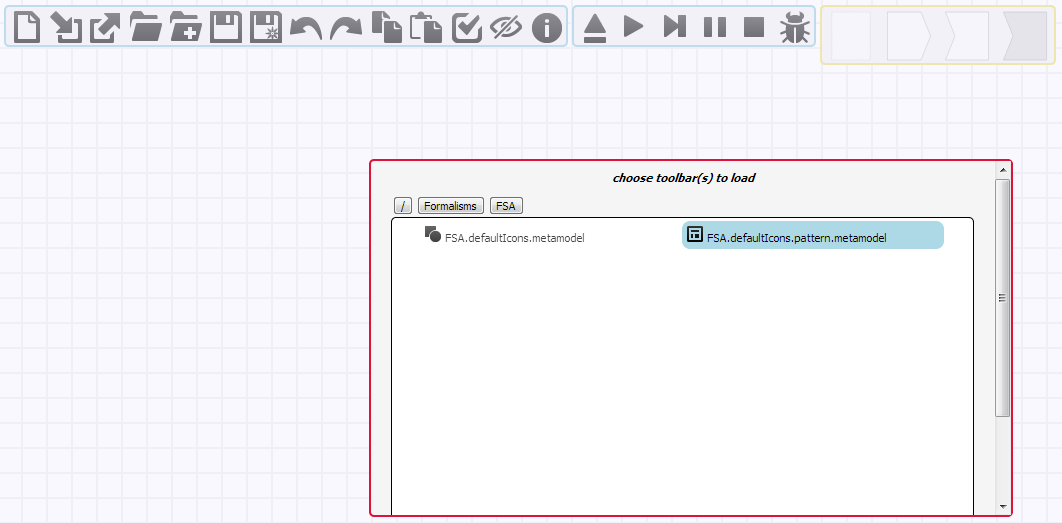 choose toolbar(s) to load
/ Formalisms FSA
FSA.defaultIcons.metamodel FSA.defaultIcons.pattern.metamodel